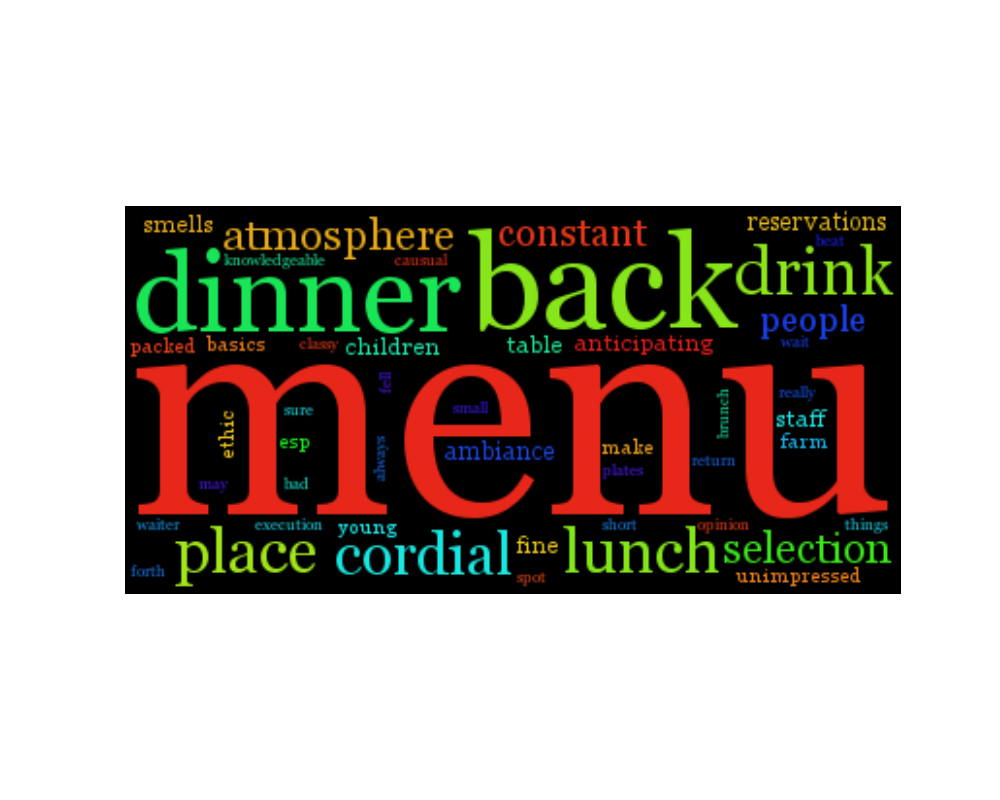 smells
atmosphere
constant
reservations
beat
knowledgeable
causual
dinner
back
drink
people
wait
packed
basics
classy
children
table
anticipating
menu
fell
small
sure
ethic
esp
always
ambiance
brunch
really
staff
farm
make
plates
return
may
bad
waiter
execution
young
short
opinion
things
place
cordial
fine
lunch
selection
forth
spot
unimpressed